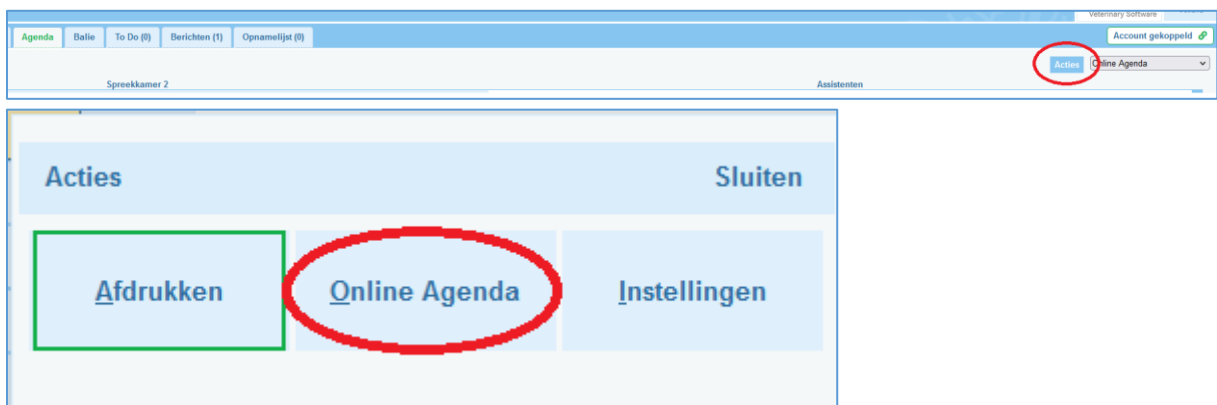 Veterinary Software
Agenda Balie To Do (0) Berichten (1) Opnamelijst (0) Account gekoppeld
Acties Online Agenda
Spreekkamer 2 Assistenten
Acties Sluiten
Afdrukken Online Agenda Instellingen